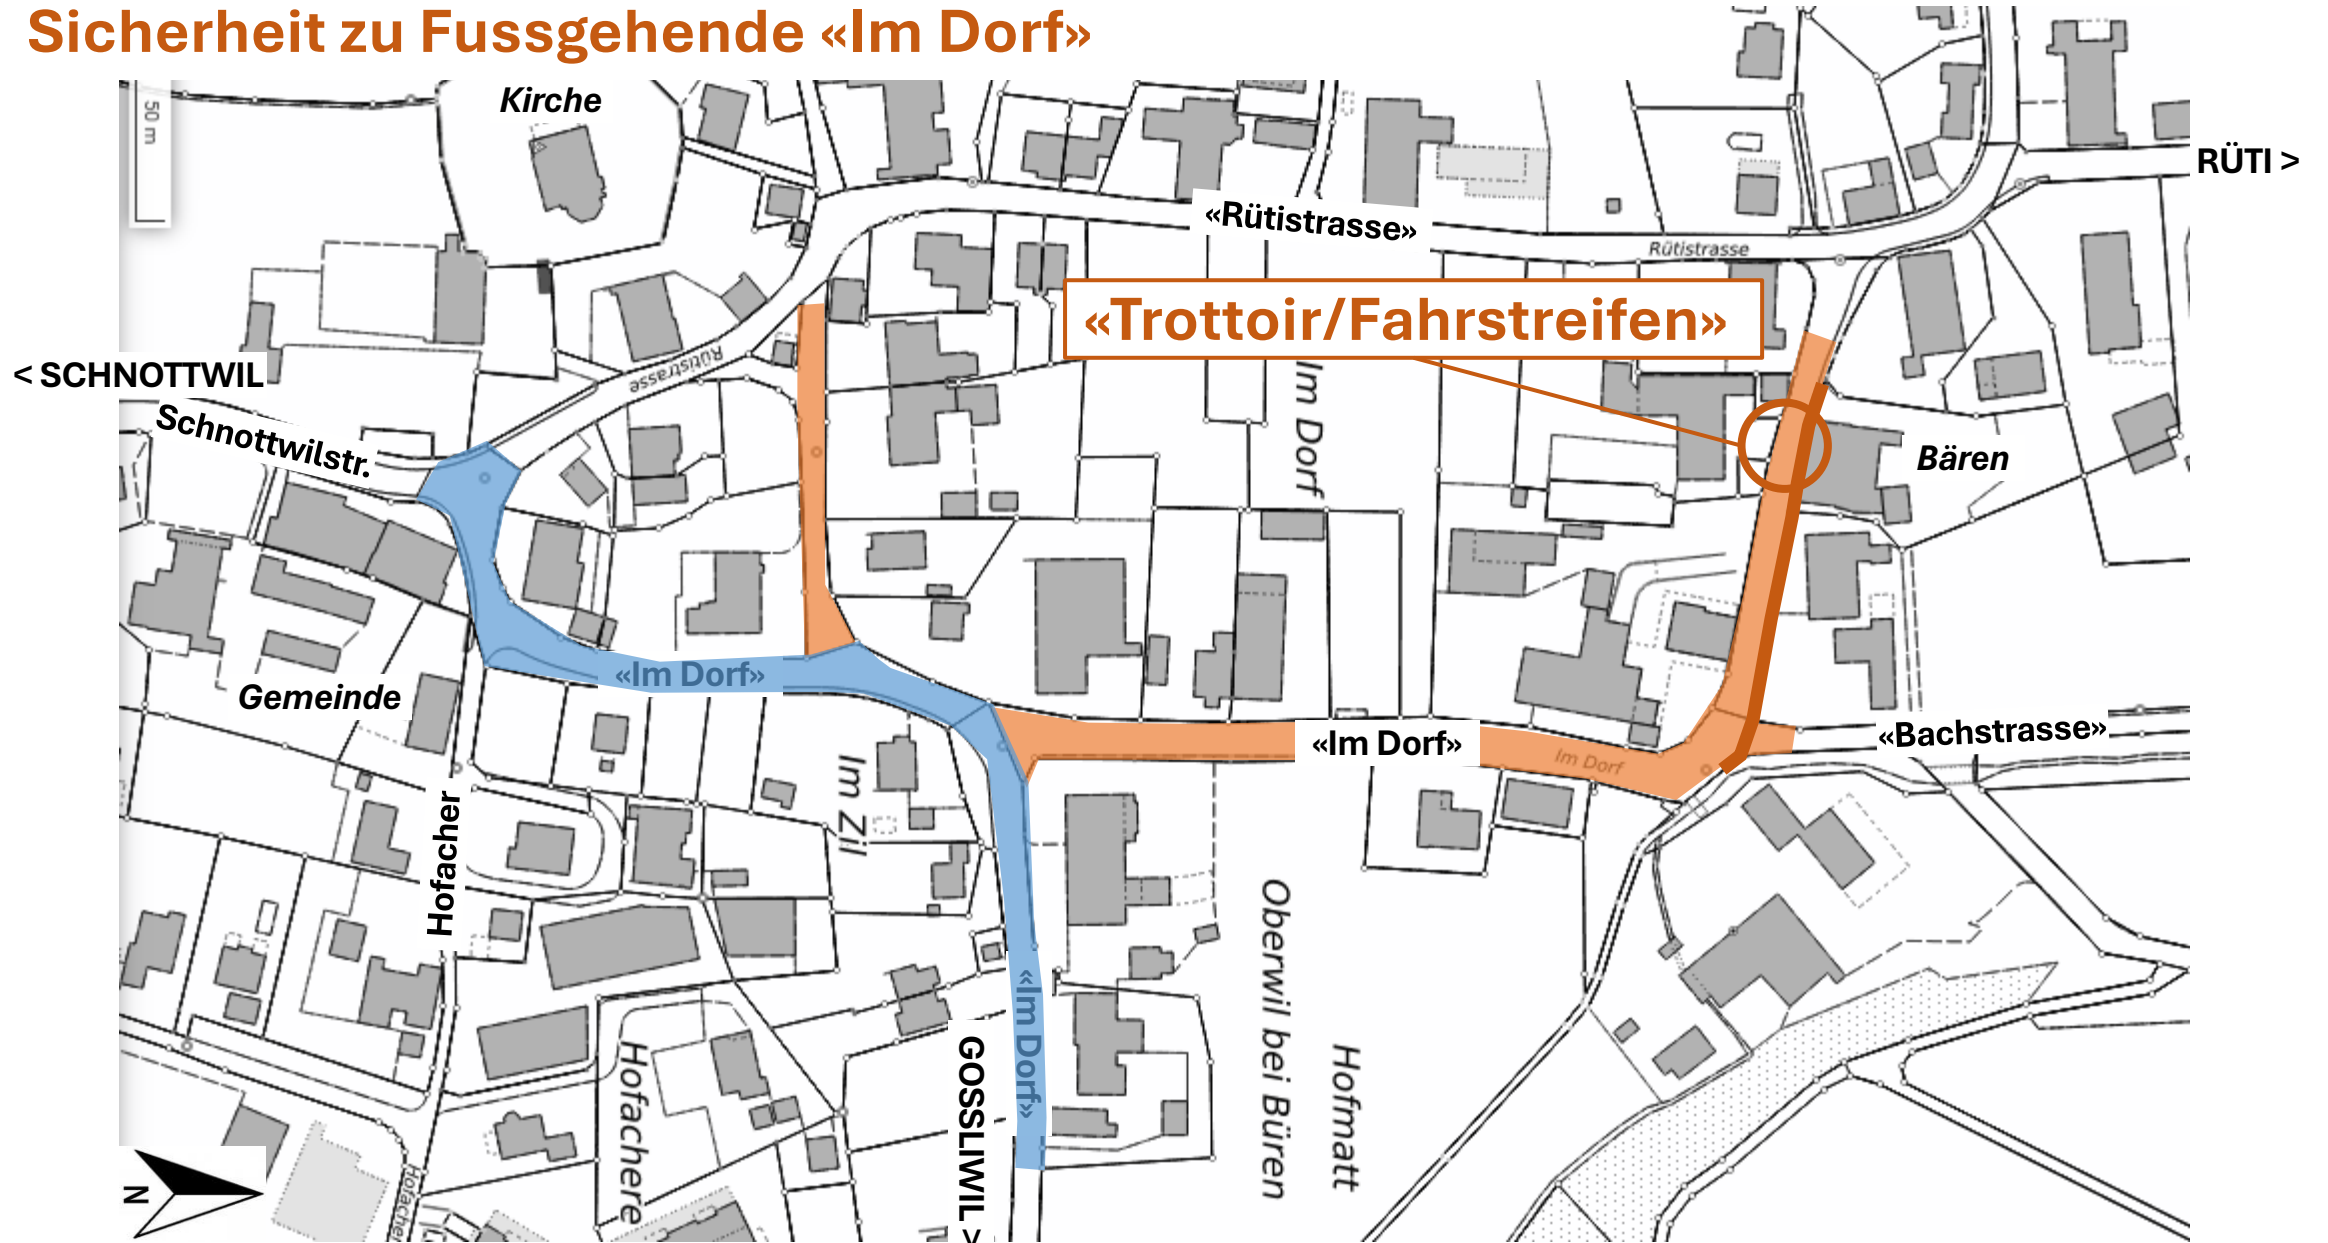 Sicherheit zu Fussgehende «Im Dorf»
50 m
Kirche
RÜTI >
«Rütistrasse»
Rütistrasse
«Trottoir/Fahrstreifen»
Rütistrasse
< SCHNOTTWIL
Schnottwilstr.
Im Dorf
Bären
«Im Dorf»
Gemeinde
«Im Dorf»
Im Dorf
«Bachstrasse»
Im Zil
Hofacher
Oberwil bei Büren
«Im Dorf»
GOSSLIWIL >
Hofachere
Hofmatt
N